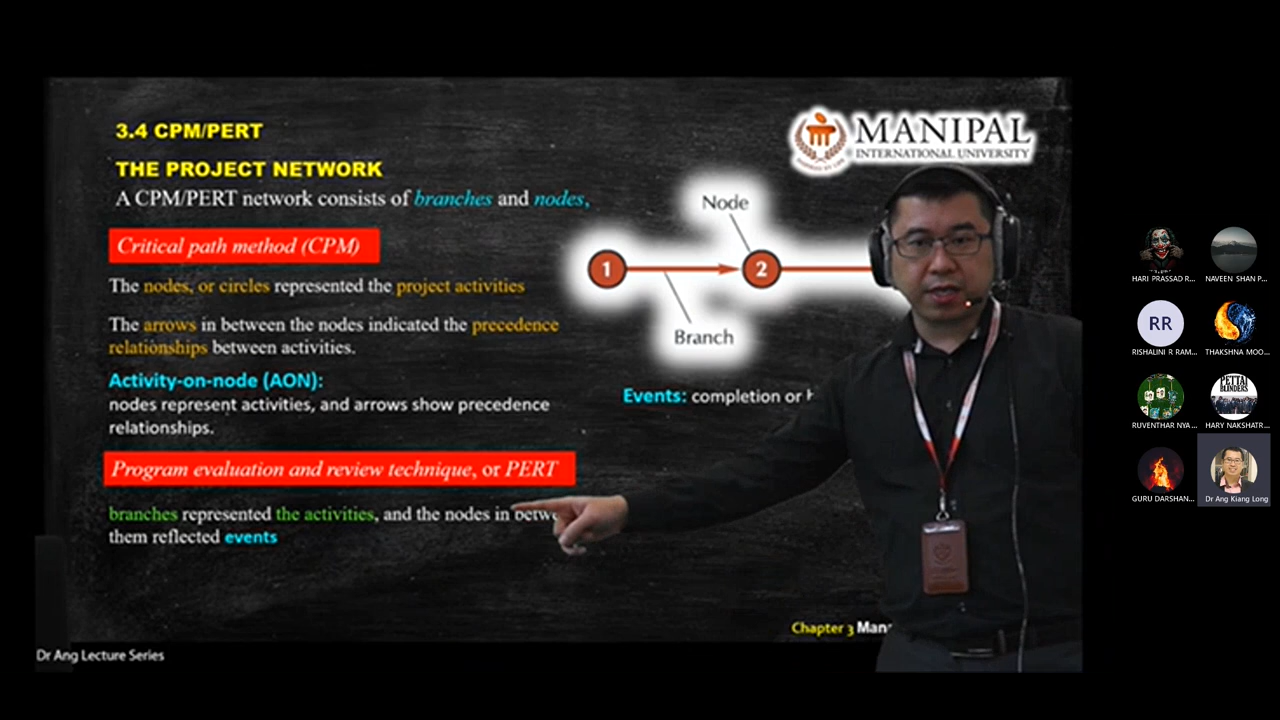 3.4 CPM/PERT
THE PROJECT NETWORK
A CPM/PERT network consists of branches and nodes,
Critical path method (CPM)
The nodes, or circles represented the project activities
The arrows in between the nodes indicated the precedence
relationships between activities.
Activity-on-node (AON):
nodes represent activities, and arrows show precedence
relationships.
Program evaluation and review technique, or PERT
branches represented the activities, and the nodes in
them reflected events
MANIPAL
INTERNATIONAL UNIVERSITY
Node
1
2
Branch
Events: completion or
Chapter 3
Dr Ang Lecture Series
HARI PRASSAD R...
NAVEEN SHAN P...
RR
RISHALINI R RAM...
THAKSHNA MOO...
PETTAI
BLINDERS
RUVENTHAR NYA...
HARY NAKSHATR...
GURU DARSHAN...
Dr Ang Kiang Long